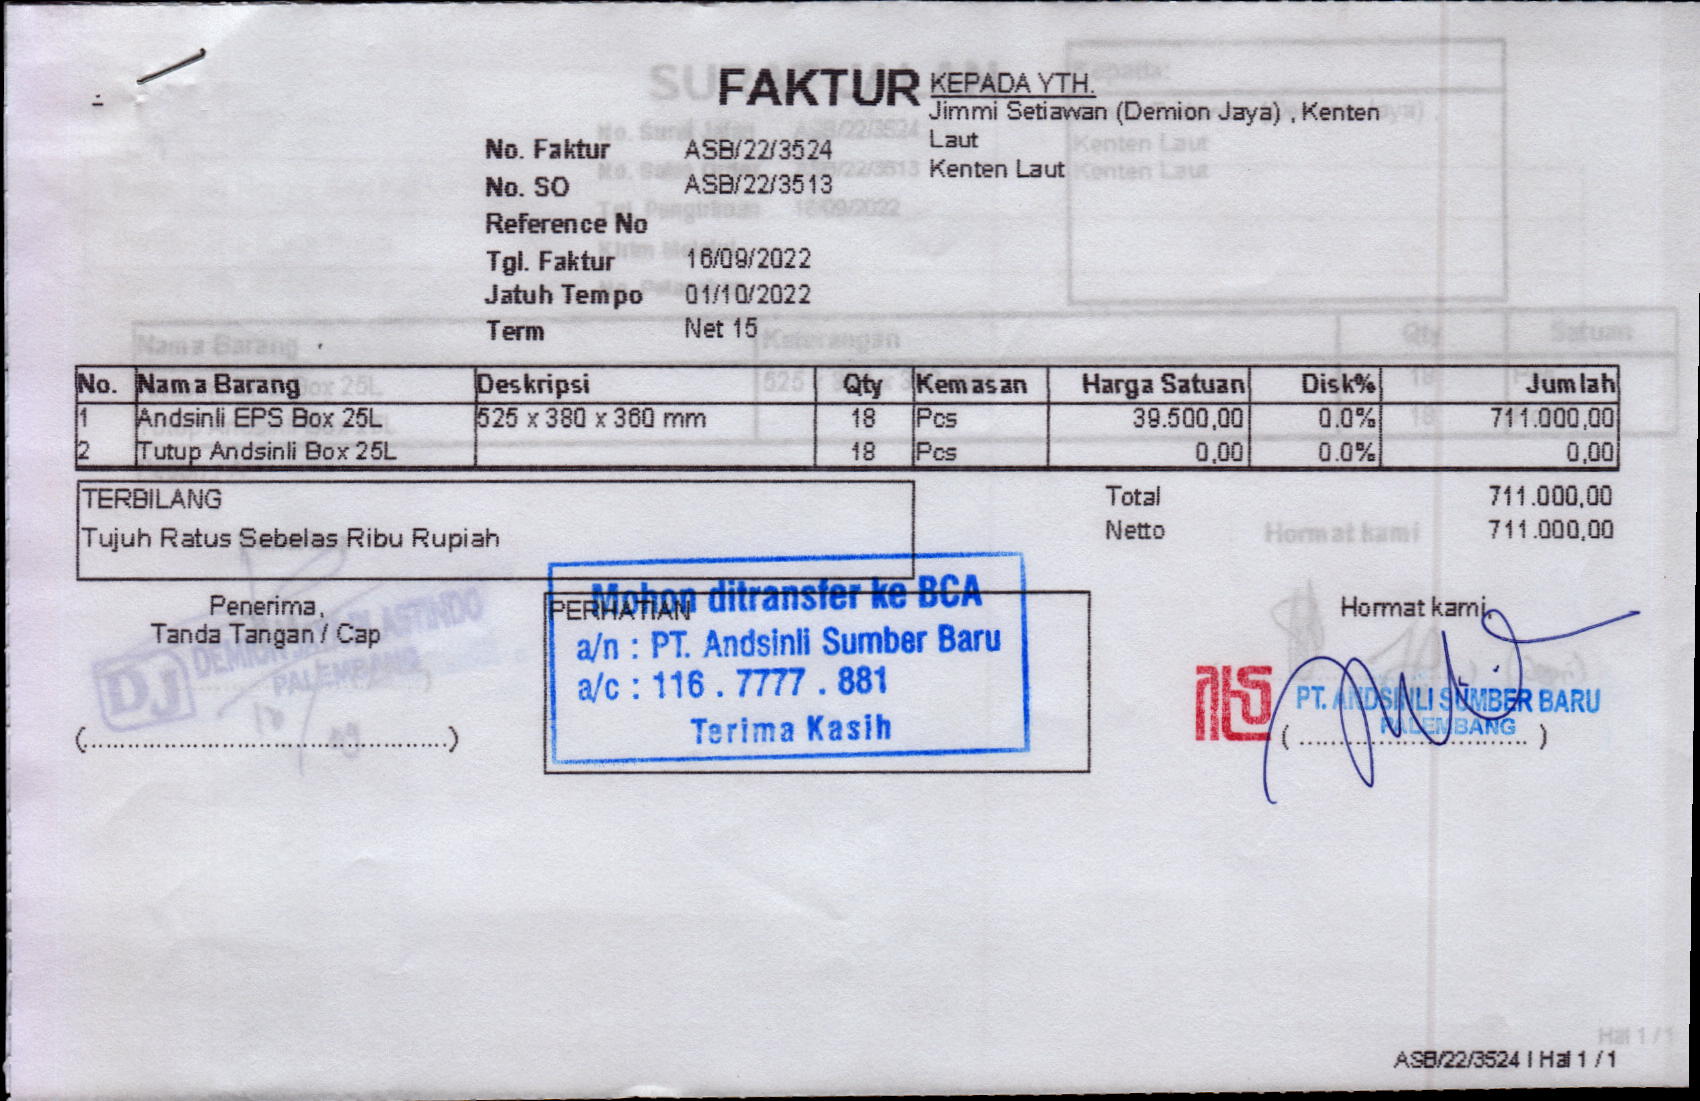 FAKTUR
KEPADA YTH.
Jimmi Setiawan (Demion Jaya) , Kenten
Laut
Kenten Laut
No. Faktur ASB/22/3524
No. SO ASB/22/3513
Reference No
Tgl. Faktur 16/09/2022
Jatuh Tempo 01/10/2022
Term Net 15
No. Nama Barang Deskripsi Qty Kemasan Harga Satuan Disk% Jumlah
1 Andsinli EPS Box 25L 525 x 380 x 360 mm 18 Pcs 39.500,00 0.0% 711.000,00
2 Tutup Andsinli Box 25L 18 Pcs 0,00 0.0% 0,00
TERBILANG
Tujuh Ratus Sebelas Ribu Rupiah
Total 711.000,00
Netto 711.000,00
Penerima,
Tanda Tangan / Cap
DJ DEMION JAYA PLASTINDO
PALEMBANG
(..........................................................)
PERHATIAN
Mohon ditransfer ke BCA
a/n : PT. Andsinli Sumber Baru
a/c : 116 . 7777 . 881
Terima Kasih
Hormat kami,
PT. ANDSINLI SUMBER BARU
PALEMBANG
( .................................... )
Hal 1 / 1
ASB/22/3524 | Hal 1 / 1